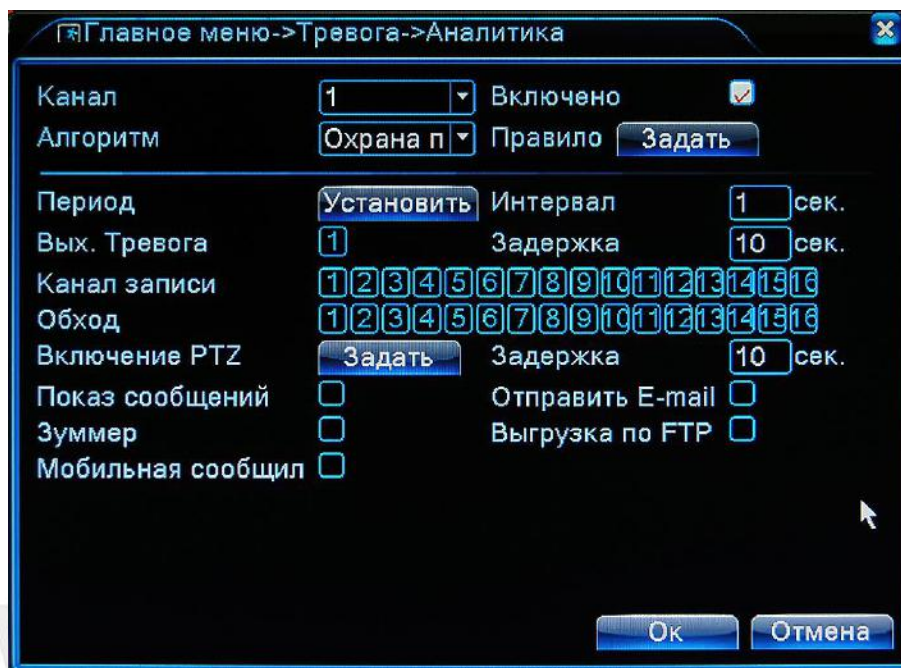 Главное меню->Тревога->Аналитика
Канал 1 Включено
Алгоритм Охрана п Правило Задать
Период Установить Интервал 1 сек.
Вых. Тревога 1 Задержка 10 сек.
Канал записи 1 2 3 4 5 6 7 8 9 10 11 12 13 14 15 16
Обход 1 2 3 4 5 6 7 8 9 10 11 12 13 14 15 16
Включение PTZ Задать Задержка 10 сек.
Показ сообщений Отправить E-mail
Зуммер Выгрузка по FTP
Мобильная сообщил
Ок Отмена